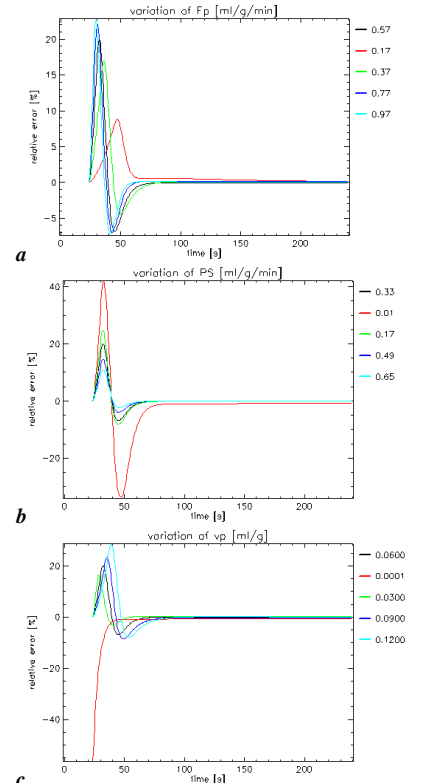 variation of Fp [ml/g/min]
relative error [%]
20
15
10
5
0
-5
0 50 100 150 200
time [s]
0.57
0.17
0.37
0.77
0.97
a
variation of PS [ml/g/min]
relative error [%]
40
20
0
-20
0 50 100 150 200
time [s]
0.33
0.01
0.17
0.49
0.65
b
variation of vp [ml/g]
relative error [%]
20
0
-20
-40
0 50 100 150 200
time [s]
0.0600
0.0001
0.0300
0.0900
0.1200
c